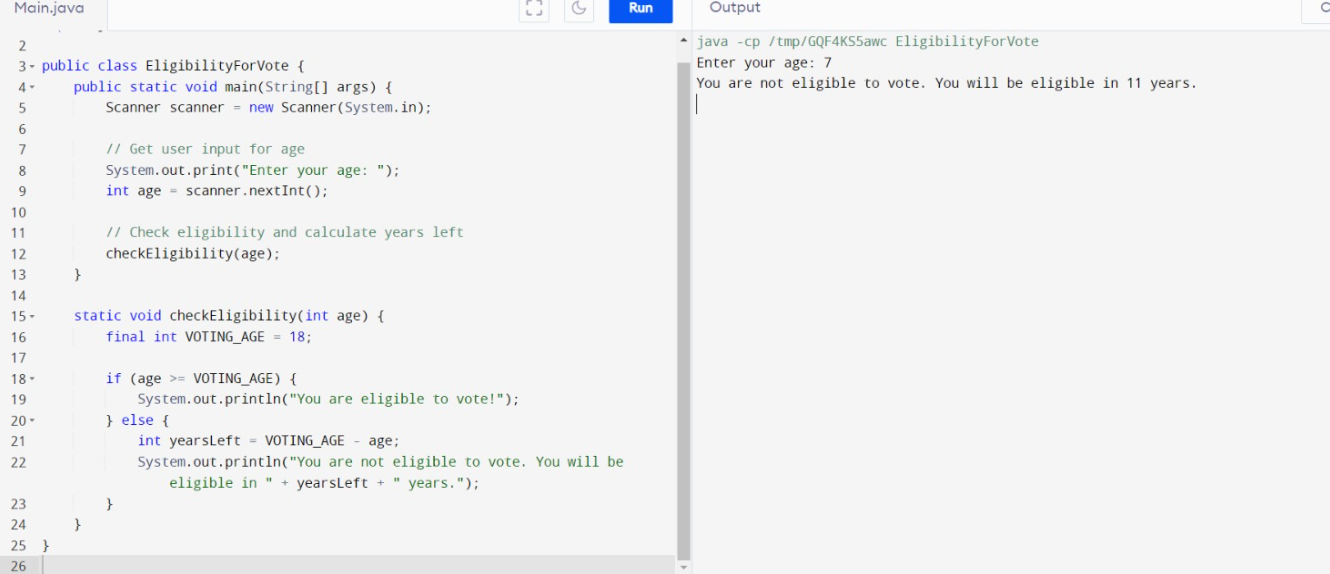 Main.java
Run
2
3 public class EligibilityForVote {
4 public static void main(String[] args) {
5 Scanner scanner = new Scanner(System.in);
6
7 // Get user input for age
8 System.out.print("Enter your age: ");
9 int age = scanner.nextInt();
10
11 // Check eligibility and calculate years left
12 checkEligibility(age);
13 }
14
15 static void checkEligibility(int age) {
16 final int VOTING_AGE = 18;
17
18 if (age >= VOTING_AGE) {
19 System.out.println("You are eligible to vote!");
20 } else {
21 int yearsLeft = VOTING_AGE - age;
22 System.out.println("You are not eligible to vote. You will be
eligible in " + yearsLeft + " years.");
23 }
24 }
25 }
26
Output
java -cp /tmp/GQF4KS5awc EligibilityForVote
Enter your age: 7
You are not eligible to vote. You will be eligible in 11 years.